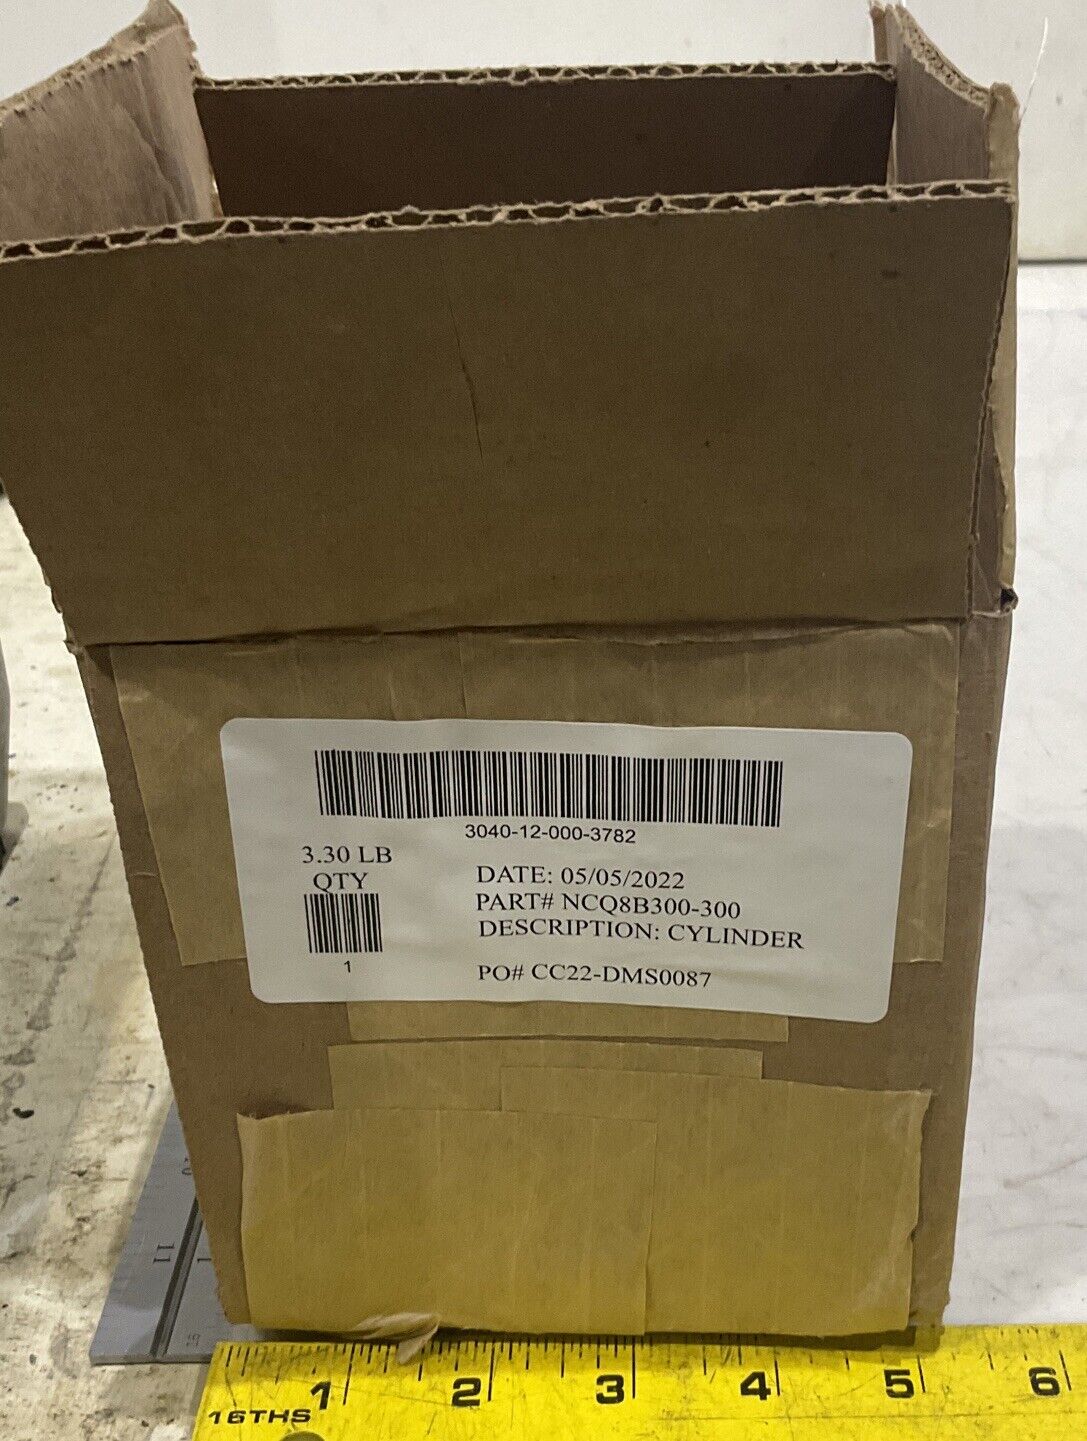 3040-12-000-3782
3.30 LB
QTY
1
DATE: 05/05/2022
PART# NCQ8B300-300
DESCRIPTION: CYLINDER
PO# CC22-DMS0087
11
16THS
1 2 3 4 5 6